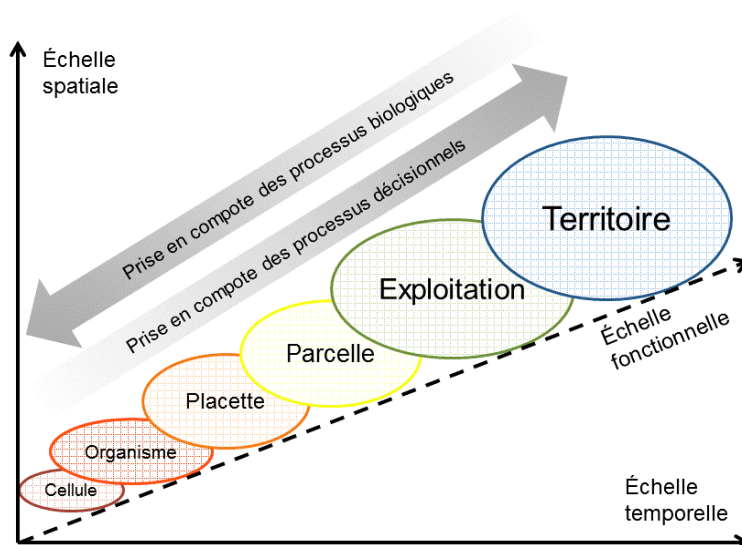 Échelle
spatiale
Prise en compote des processus biologiques
Prise en compote des processus décisionnels
Territoire
Exploitation
Échelle
fonctionnelle
Parcelle
Placette
Organisme
Cellule
Échelle
temporelle